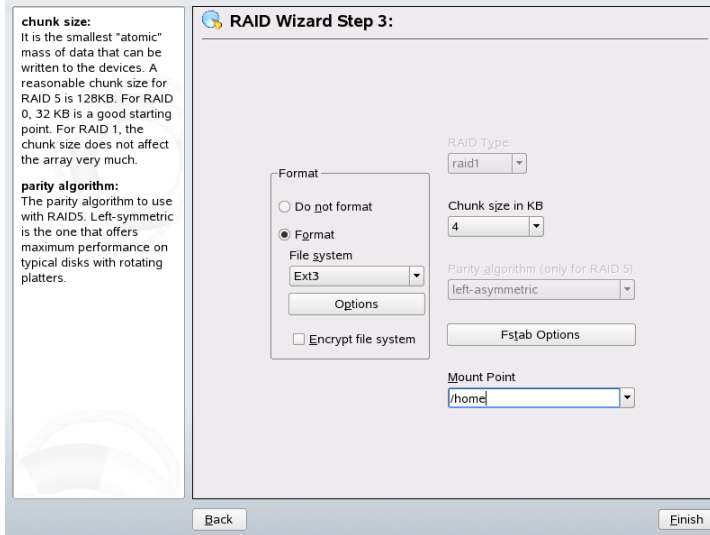 chunk size:
It is the smallest "atomic"
mass of data that can be
written to the devices. A
reasonable chunk size for
RAID 5 is 128KB. For RAID
0, 32 KB is a good starting
point. For RAID 1, the
chunk size does not affect
the array very much.
parity algorithm:
The parity algorithm to use
with RAID5. Left-symmetric
is the one that offers
maximum performance on
typical disks with rotating
platters.
RAID Wizard Step 3:
Format
Do not format
Format
File system
Ext3
Options
Encrypt file system
RAID Type
raid1
Chunk size in KB
4
Parity algorithm (only for RAID 5)
left-asymmetric
Fstab Options
Mount Point
/home
Back
Finish